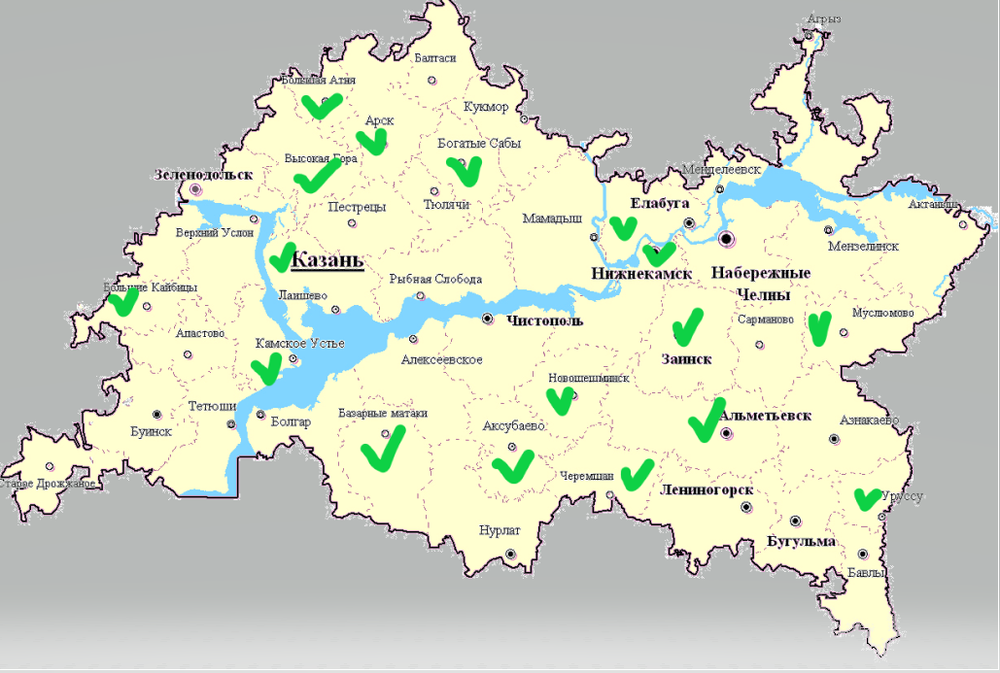 Агрыз
Балтаси
Большая Атня
Кукмор
Арск
Богатые Сабы
Высокая Гора
Менделеевск
Зеленодольск
Елабуга
Актаныш
Пестрецы
Тюлячи
Мамадыш
Верхний Услон
Мензелинск
Казань
Нижнекамск
Набережные
Челны
Рыбная Слобода
Большие Кайбицы
Лаишево
Чистополь
Сарманово
Муслюмово
Апастово
Камское Устье
Алексеевское
Заинск
Новошешминск
Тетюши
Базарные матаки
Альметьевск
Азнакаево
Болгар
Буинск
Аксубаево
Черемшан
Старое Дрожжаное
Лениногорск
Уруссу
Нурлат
Бугульма
Бавлы